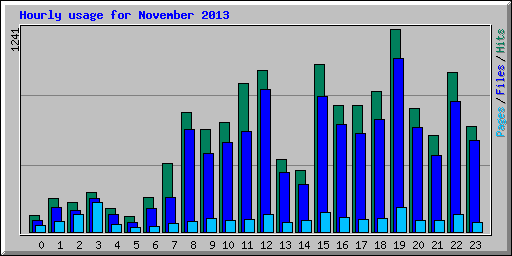 Hourly usage for November 2013
1241
Pages / Files / Hits
0 1 2 3 4 5 6 7 8 9 10 11 12 13 14 15 16 17 18 19 20 21 22 23